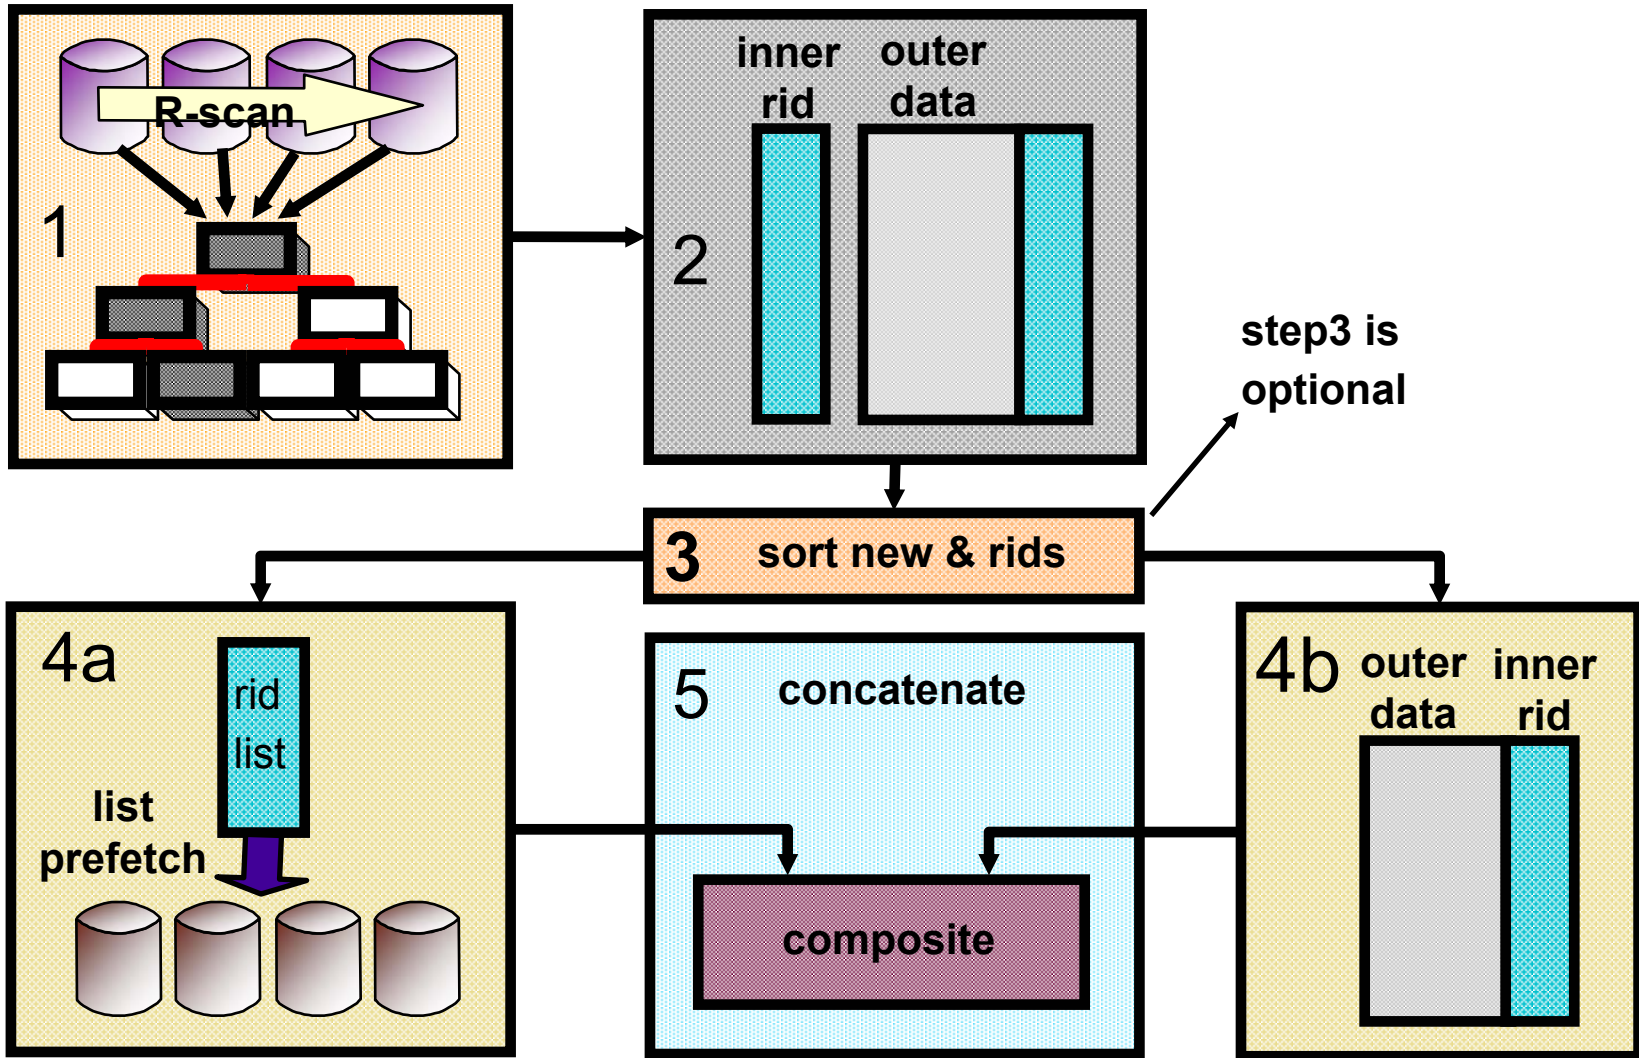 R-scan
1
inner
rid
outer
data
2
step3 is
optional
3 sort new & rids
4a
rid
list
list
prefetch
5 concatenate
composite
4b
outer
data
inner
rid